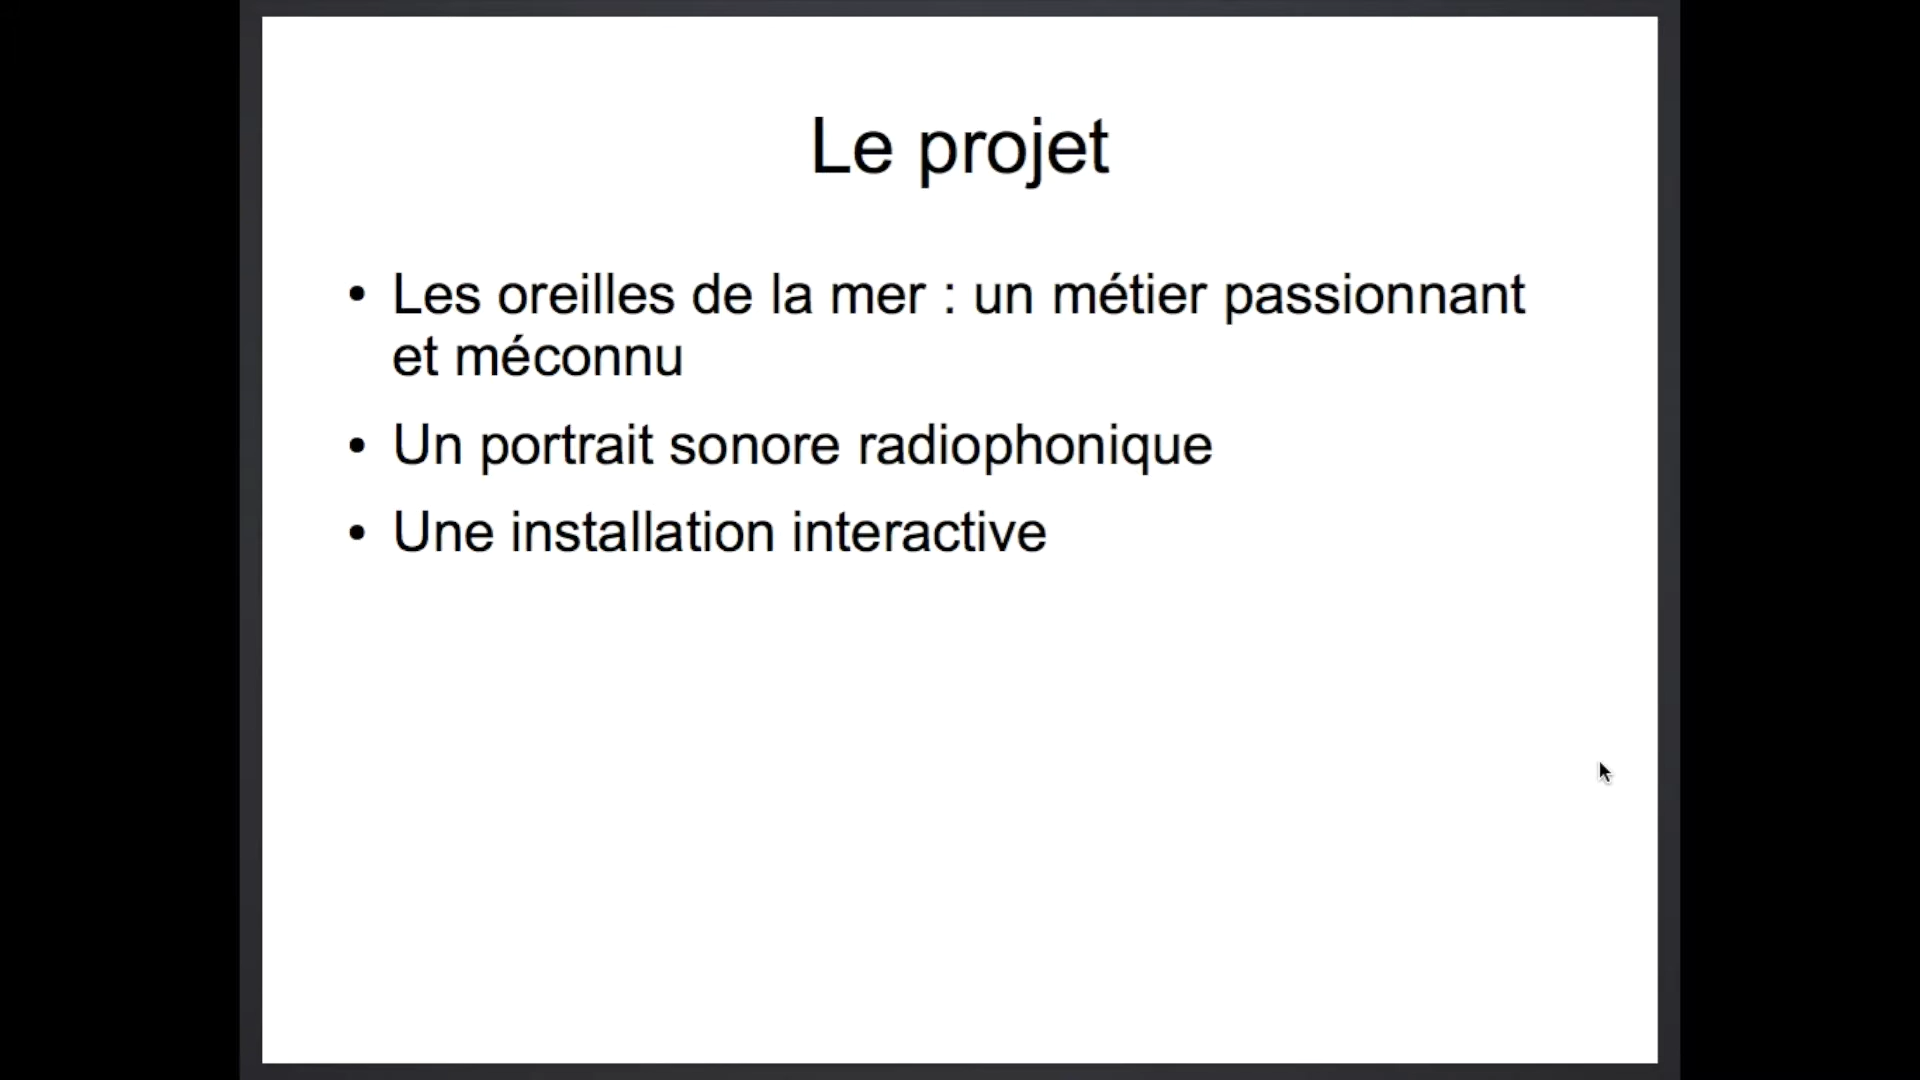 Le projet
• Les oreilles de la mer : un métier passionnant
et méconnu
• Un portrait sonore radiophonique
• Une installation interactive